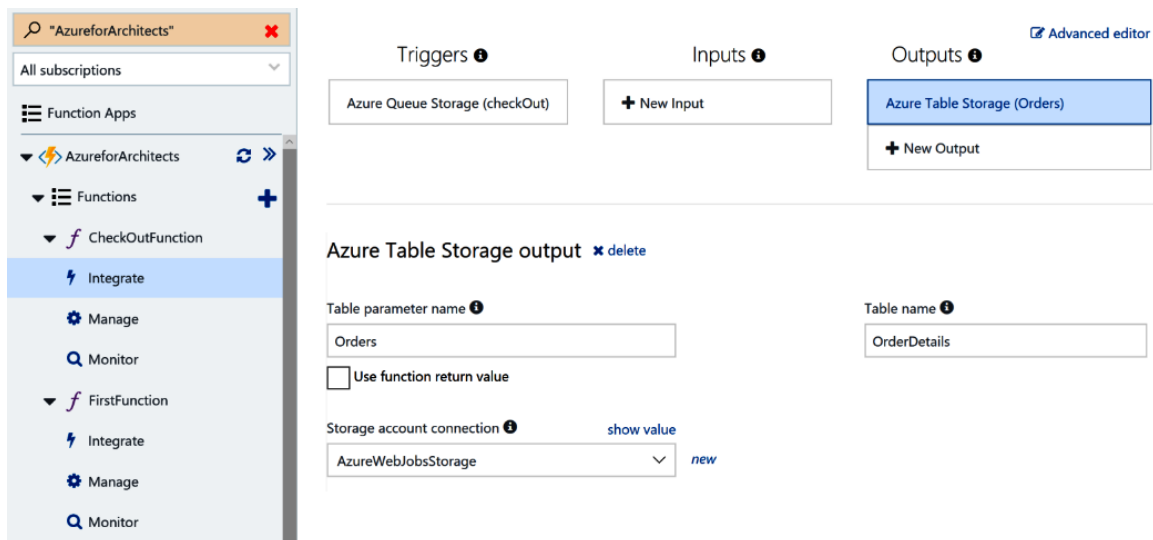 "AzureforArchitects"
All subscriptions
Function Apps
AzureforArchitects
Functions
CheckOutFunction
Integrate
Manage
Monitor
FirstFunction
Integrate
Manage
Monitor
Advanced editor
Triggers
Inputs
Outputs
Azure Queue Storage (checkOut)
New Input
Azure Table Storage (Orders)
New Output
Azure Table Storage output
delete
Table parameter name
Table name
Orders
OrderDetails
Use function return value
Storage account connection
show value
AzureWebJobsStorage
new